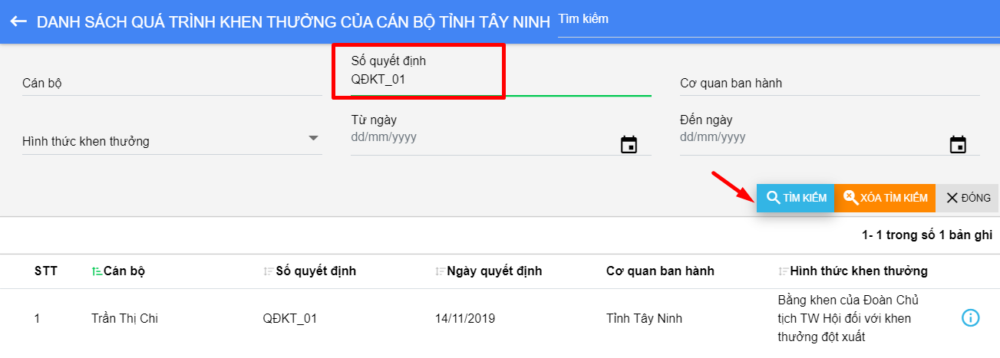 DANH SÁCH QUÁ TRÌNH KHEN THƯỞNG CỦA CÁN BỘ TỈNH TÂY NINH Tìm kiếm
Số quyết định
Cán bộ QĐKT_01 Cơ quan ban hành
Từ ngày Đến ngày
Hình thức khen thưởng dd/mm/yyyy dd/mm/yyyy
TÌM KIẾM XÓA TÌM KIẾM ĐÓNG
1- 1 trong số 1 bản ghi
STT Cán bộ Số quyết định Ngày quyết định Cơ quan ban hành Hình thức khen thưởng
1 Trần Thị Chi QĐKT_01 14/11/2019 Tỉnh Tây Ninh Bằng khen của Đoàn Chủ
tịch TW Hội đối với khen
thưởng đột xuất